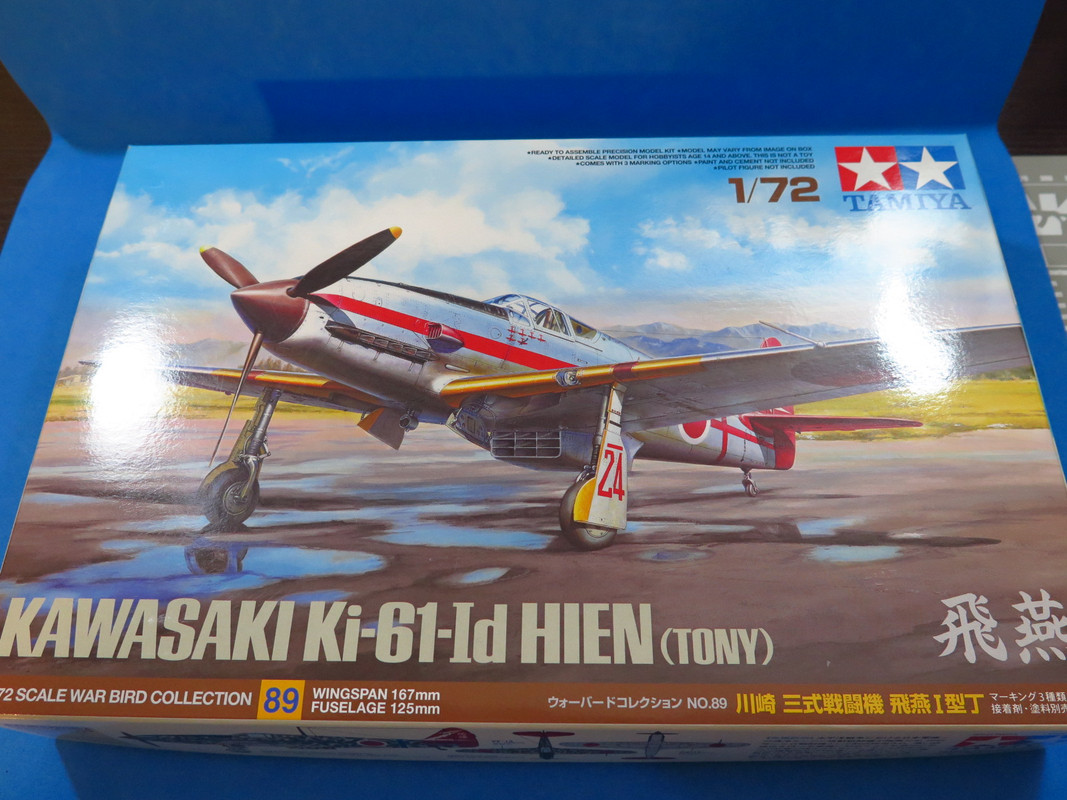 ★READY TO ASSEMBLE PRECISION MODEL KIT ★MODEL MAY VARY FROM IMAGE ON BOX
★DETAILED SCALE MODEL FOR HOBBYISTS AGE 14 AND ABOVE. THIS IS NOT A TOY
★COMES WITH 3 MARKING OPTIONS ★PAINT AND CEMENT NOT INCLUDED
★PILOT FIGURE NOT INCLUDED
1/72
TAMIYA
24
KAWASAKI Ki-61-Id HIEN (TONY)
飛燕
72 SCALE WAR BIRD COLLECTION 89 WINGSPAN 167mm
FUSELAGE 125mm
ウォーバードコレクション NO.89 川崎 三式戦闘機 飛燕I型丁 マーキング3種類
接着剤・塗料別売